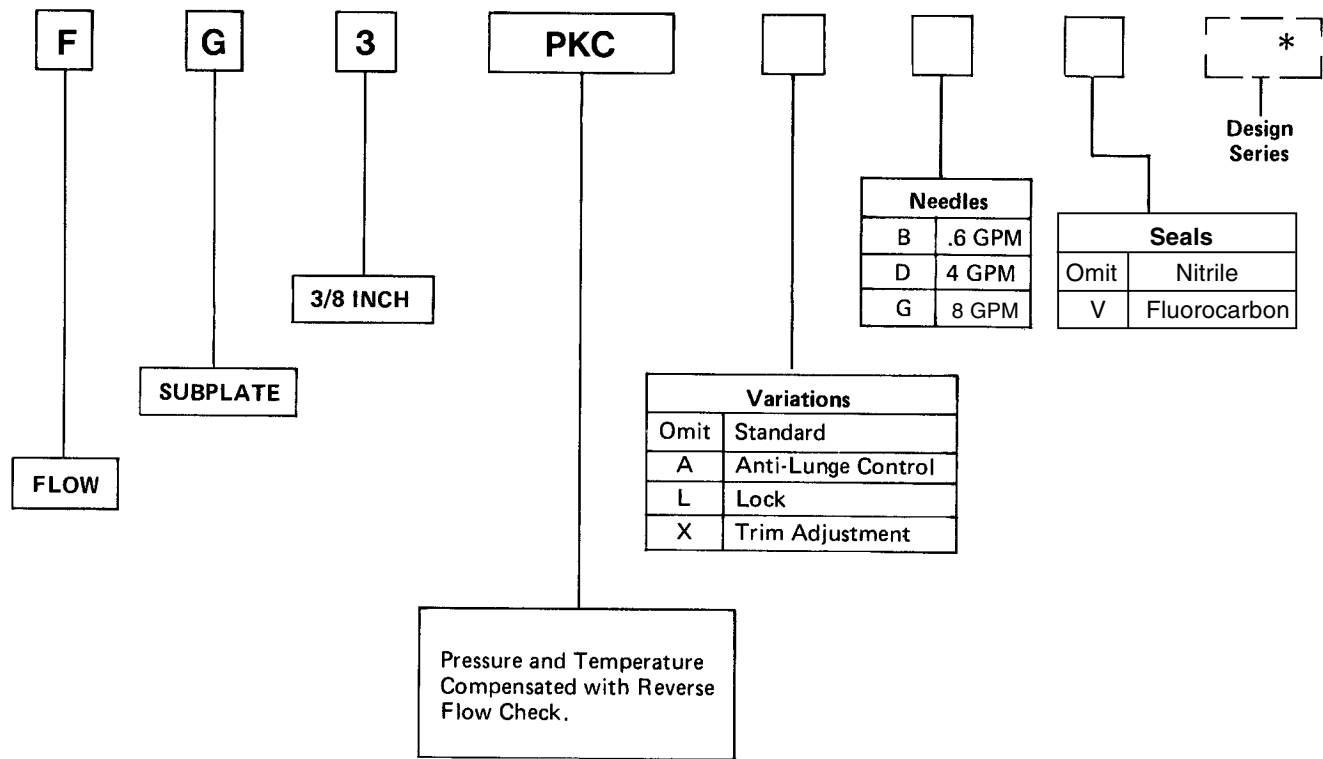 F G 3 PKC *
Design
Series
Needles
B .6 GPM
D 4 GPM
G 8 GPM
Seals
Omit Nitrile
V Fluorocarbon
3/8 INCH
SUBPLATE
Variations
Omit Standard
A Anti-Lunge Control
L Lock
X Trim Adjustment
FLOW
Pressure and Temperature
Compensated with Reverse
Flow Check.